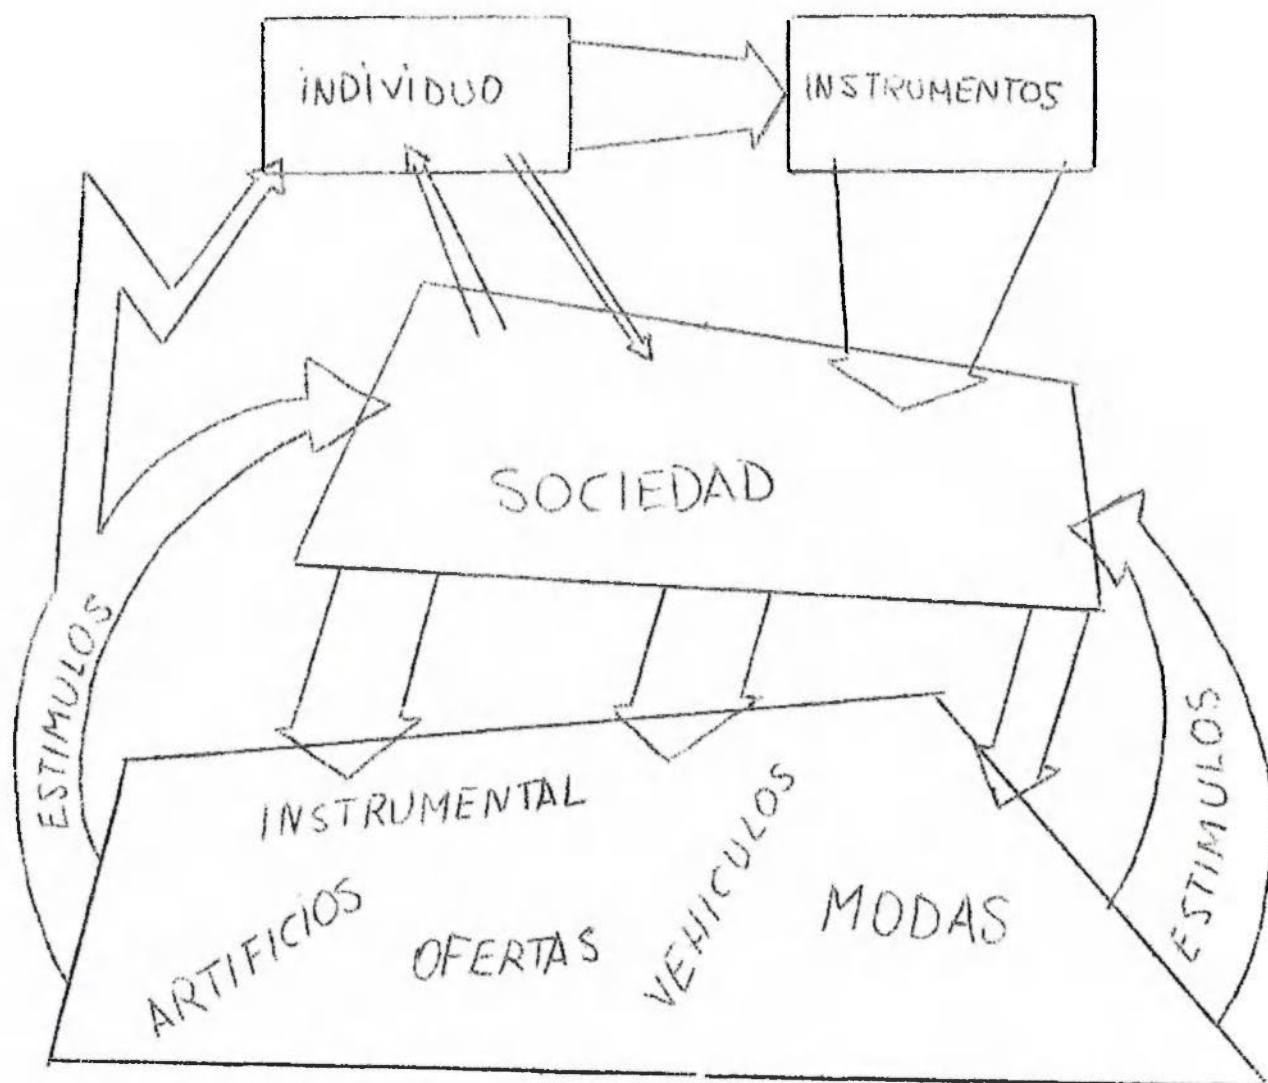 iNDiViDUO
INSTRUMENTOS
SOCIEDAD
ESTIMULOS
ESTIMULOS
INSTRUMENTAL
ARTIFICIOS
OFERTAS
VEHICULOS
MODAS